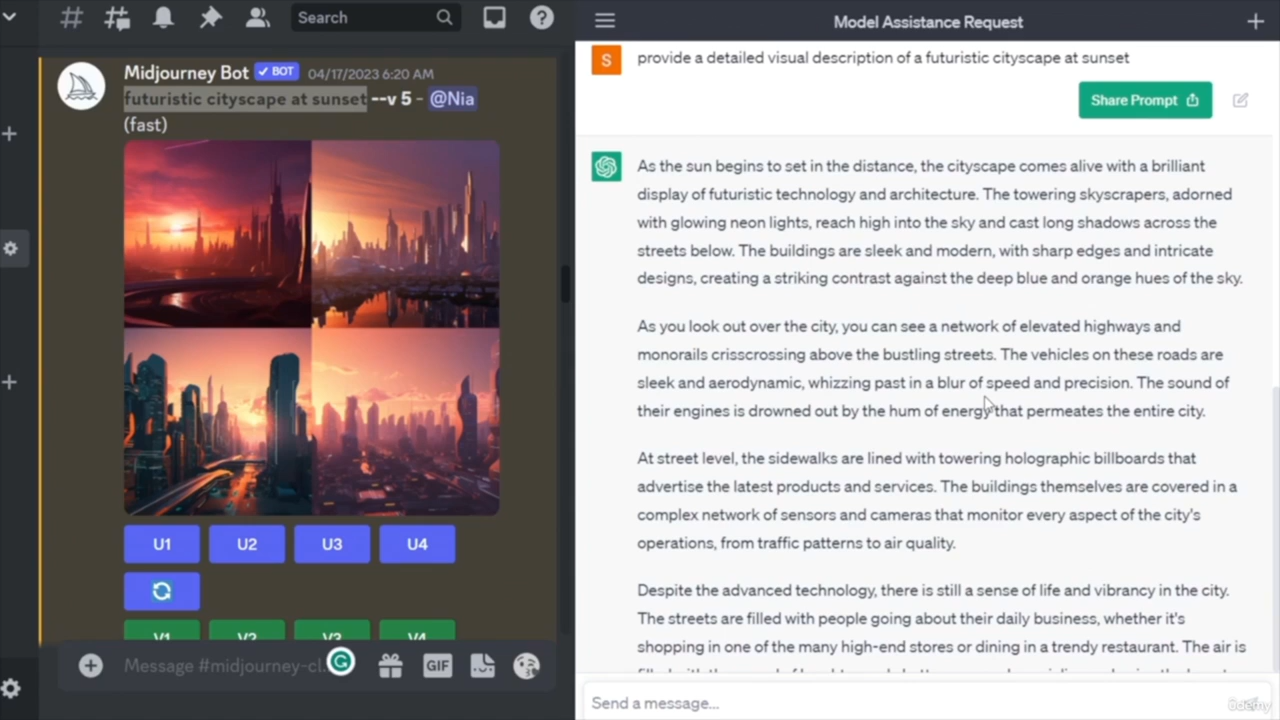 Search
Midjourney Bot BOT 04/17/2023 6:20 AM
futuristic cityscape at sunset --v 5 - @Nia
(fast)
U1 U2 U3 U4
V1 V2 V3 V4
Message #midjourney-cl.
GIF
Model Assistance Request
S
provide a detailed visual description of a futuristic cityscape at sunset
Share Prompt
As the sun begins to set in the distance, the cityscape comes alive with a brilliant
display of futuristic technology and architecture. The towering skyscrapers, adorned
with glowing neon lights, reach high into the sky and cast long shadows across the
streets below. The buildings are sleek and modern, with sharp edges and intricate
designs, creating a striking contrast against the deep blue and orange hues of the sky.
As you look out over the city, you can see a network of elevated highways and
monorails crisscrossing above the bustling streets. The vehicles on these roads are
sleek and aerodynamic, whizzing past in a blur of speed and precision. The sound of
their engines is drowned out by the hum of energy that permeates the entire city.
At street level, the sidewalks are lined with towering holographic billboards that
advertise the latest products and services. The buildings themselves are covered in a
complex network of sensors and cameras that monitor every aspect of the city's
operations, from traffic patterns to air quality.
Despite the advanced technology, there is still a sense of life and vibrancy in the city.
The streets are filled with people going about their daily business, whether it's
shopping in one of the many high-end stores or dining in a trendy restaurant. The air is
Send a message...
ûdemy